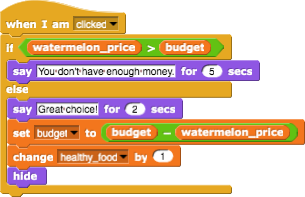 when I am clicked
if watermelon_price > budget
say You don't have enough money. for 5 secs
else
say Great choice! for 2 secs
set budget to budget - watermelon_price
change healthy_food by 1
hide